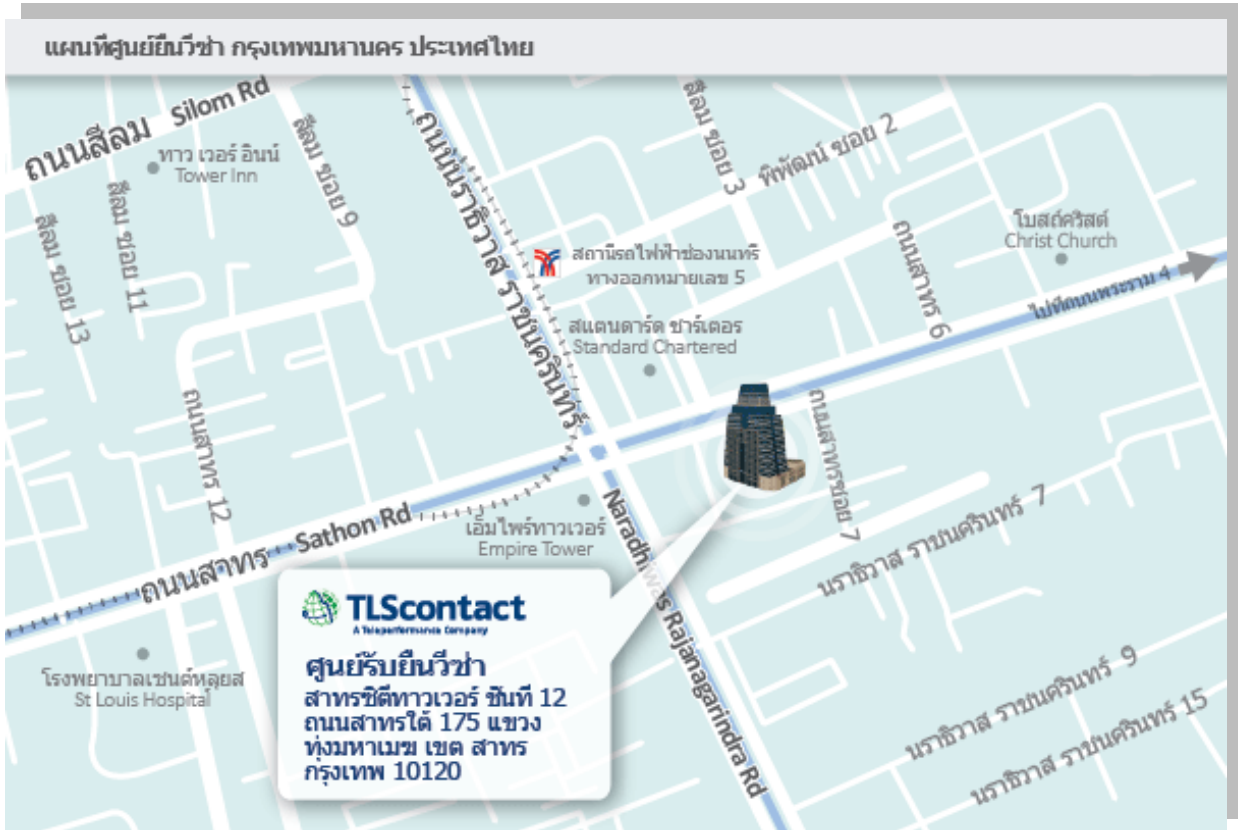 แผนที่ศูนย์ยื่นวีซ่า กรุงเทพมหานคร ประเทศไทย
ถนนสีลม Silom Rd
ทาว เวอร์ อินน์
Tower Inn
สีลม ซอย 9
สีลม ซอย 11
สีลม ซอย 13
ถนนนราธิวาส ราชนครินทร์
สีลม ซอย 3
พิพัฒน์ ซอย 2
สถานีรถไฟฟ้าช่องนนทรี
ทางออกหมายเลข 5
โบสถ์คริสต์
Christ Church
ถนนสาทร 6
ไปที่ถนนพระราม 4
สแตนดาร์ด ชาร์เตอร
Standard Chartered
ถนนสาทร 12
ถนนสาทรซอย 7
ถนนสาทร Sathon Rd
เอ็มไพร์ทาวเวอร์
Empire Tower
Naradhiwas Rajanagarindra Rd
นราธิวาส ราชนครินทร์ 7
นราธิวาส ราชนครินทร์ 9
นราธิวาส ราชนครินทร์ 15
โรงพยาบาลเซนต์หลุยส
St Louis Hospital
TLScontact
A Teleperformance Company
ศูนย์รับยื่นวีซ่า
สาทรซิตีทาวเวอร์ ชั้นที่ 12
ถนนสาทรใต้ 175 แขวง
ทุ่งมหาเมฆ เขต สาทร
กรุงเทพ 10120